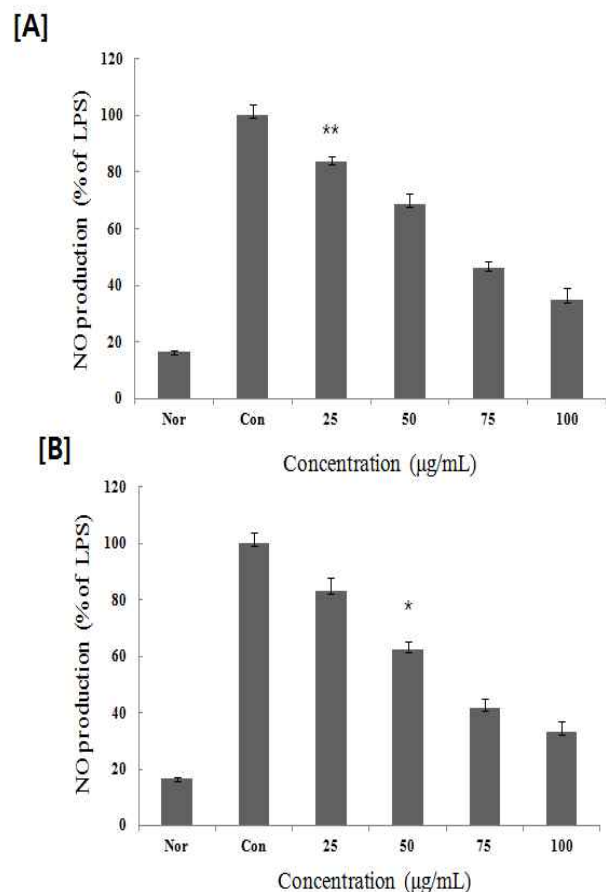 [A]
NO production (% of LPS)
120
100
80
60
40
20
0
**
Nor Con 25 50 75 100
Concentration (μg/mL)
[B]
NO production (% of LPS)
120
100
80
60
40
20
0
*
Nor Con 25 50 75 100
Concentration (μg/mL)